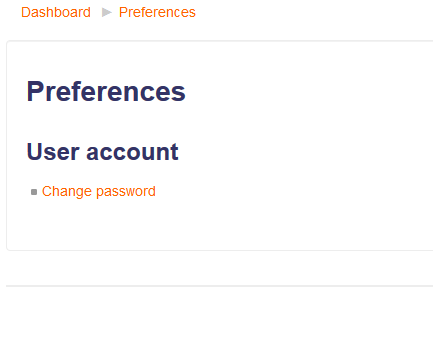 Dashboard ► Preferences
Preferences
User account
Change password